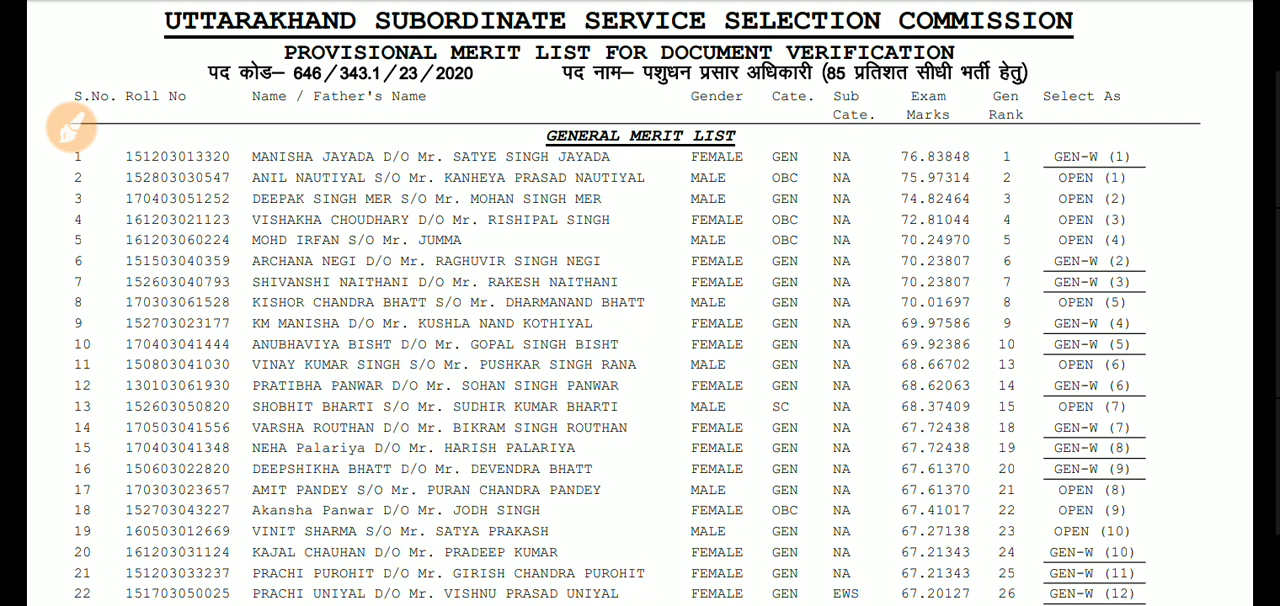 UTTARAKHAND SUBORDINATE SERVICE SELECTION COMMISSION
PROVISIONAL MERIT LIST FOR DOCUMENT VERIFICATION
पद कोड– 646/343.1/23/2020 पद नाम– पशुधन प्रसार अधिकारी (85 प्रतिशत सीधी भर्ती हेतु)
S.No. Roll No Name / Father's Name Gender Cate. Sub Cate. Exam Marks Gen Rank Select As
GENERAL MERIT LIST
1 151203013320 MANISHA JAYADA D/O Mr. SATYE SINGH JAYADA FEMALE GEN NA 76.83848 1 GEN-W (1)
2 152803030547 ANIL NAUTIYAL S/O Mr. KANHEYA PRASAD NAUTIYAL MALE OBC NA 75.97314 2 OPEN (1)
3 170403051252 DEEPAK SINGH MER S/O Mr. MOHAN SINGH MER MALE GEN NA 74.82464 3 OPEN (2)
4 161203021123 VISHAKHA CHOUDHARY D/O Mr. RISHIPAL SINGH FEMALE OBC NA 72.81044 4 OPEN (3)
5 161203060224 MOHD IRFAN S/O Mr. JUMMA MALE OBC NA 70.24970 5 OPEN (4)
6 151503040359 ARCHANA NEGI D/O Mr. RAGHUVIR SINGH NEGI FEMALE GEN NA 70.23807 6 GEN-W (2)
7 152603040793 SHIVANSHI NAITHANI D/O Mr. RAKESH NAITHANI FEMALE GEN NA 70.23807 7 GEN-W (3)
8 170303061528 KISHOR CHANDRA BHATT S/O Mr. DHARMANAND BHATT MALE GEN NA 70.01697 8 OPEN (5)
9 152703023177 KM MANISHA D/O Mr. KUSHLA NAND KOTHIYAL FEMALE GEN NA 69.97586 9 GEN-W (4)
10 170403041444 ANUBHAVIYA BISHT D/O Mr. GOPAL SINGH BISHT FEMALE GEN NA 69.92386 10 GEN-W (5)
11 150803041030 VINAY KUMAR SINGH S/O Mr. PUSHKAR SINGH RANA MALE GEN NA 68.66702 13 OPEN (6)
12 130103061930 PRATIBHA PANWAR D/O Mr. SOHAN SINGH PANWAR FEMALE GEN NA 68.62063 14 GEN-W (6)
13 152603050820 SHOBHIT BHARTI S/O Mr. SUDHIR KUMAR BHARTI MALE SC NA 68.37409 15 OPEN (7)
14 170503041556 VARSHA ROUTHAN D/O Mr. BIKRAM SINGH ROUTHAN FEMALE GEN NA 67.72438 18 GEN-W (7)
15 170403041348 NEHA Palariya D/O Mr. HARISH PALARIYA FEMALE GEN NA 67.72438 19 GEN-W (8)
16 150603022820 DEEPSHIKHA BHATT D/O Mr. DEVENDRA BHATT FEMALE GEN NA 67.61370 20 GEN-W (9)
17 170303023657 AMIT PANDEY S/O Mr. PURAN CHANDRA PANDEY MALE GEN NA 67.61370 21 OPEN (8)
18 152703043227 Akansha Panwar D/O Mr. JODH SINGH FEMALE OBC NA 67.41017 22 OPEN (9)
19 160503012669 VINIT SHARMA S/O Mr. SATYA PRAKASH MALE GEN NA 67.27138 23 OPEN (10)
20 161203031124 KAJAL CHAUHAN D/O Mr. PRADEEP KUMAR FEMALE GEN NA 67.21343 24 GEN-W (10)
21 151203033237 PRACHI PUROHIT D/O Mr. GIRISH CHANDRA PUROHIT FEMALE GEN NA 67.21343 25 GEN-W (11)
22 151703050025 PRACHI UNIYAL D/O Mr. VISHNU PRASAD UNIYAL FEMALE GEN EWS 67.20127 26 GEN-W (12)